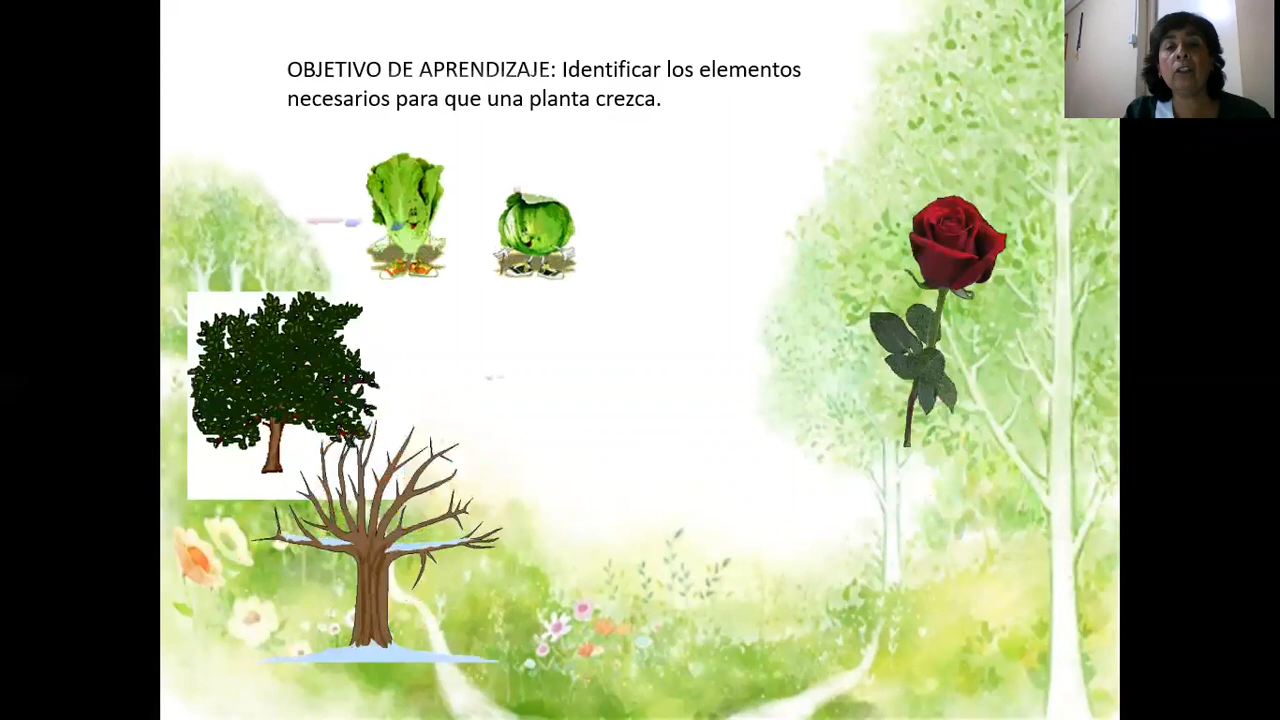 OBJETIVO DE APRENDIZAJE: Identificar los elementos
necesarios para que una planta crezca.